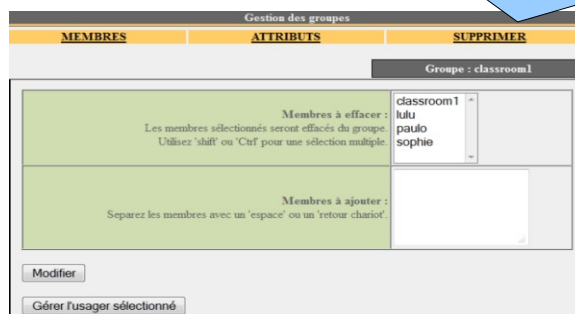 Gestion des groupes
MEMBRES ATTRIBUTS SUPPRIMER
Groupe : classroom1
Membres à effacer :
Les membres sélectionnés seront effacés du groupe.
Utilisez 'shift' ou 'Ctrl' pour une sélection multiple.
classroom1
lulu
paulo
sophie
Membres à ajouter :
Separez les membres avec un 'espace' ou un 'retour chariot'.
Modifier
Gérer l'usager sélectionné